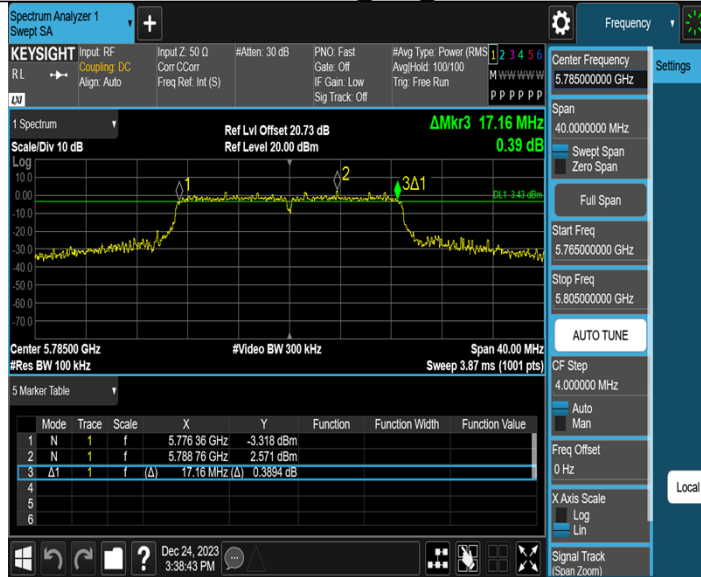 Spectrum Analyzer 1
Swept SA
Frequency
KEYSIGHT
RL
LXI
Input: RF
Coupling: DC
Align: Auto
Input Z: 50 Ω
Corr CCorr
Freq Ref: Int (S)
#Atten: 30 dB
PNO: Fast
Gate: Off
IF Gain: Low
Sig Track: Off
#Avg Type: Power (RMS
Avg|Hold: 100/100
Trig: Free Run
1 2 3 4 5 6
M W W W W W
P P P P P P
1 Spectrum
Scale/Div 10 dB
Ref Lvl Offset 20.73 dB
Ref Level 20.00 dBm
ΔMkr3 17.16 MHz
0.39 dB
Log
10.0
0.00
-10.0
-20.0
-30.0
-40.0
-50.0
-60.0
-70.0
1
2
3Δ1
DL1 -3.43 dBm
Center 5.78500 GHz
#Video BW 300 kHz
Span 40.00 MHz
#Res BW 100 kHz
Sweep 3.87 ms (1001 pts)
5 Marker Table
Mode Trace Scale X Y Function Function Width Function Value
1 N 1 f 5.776 36 GHz -3.318 dBm
2 N 1 f 5.788 76 GHz 2.571 dBm
3 Δ1 1 f (Δ) 17.16 MHz (Δ) 0.3894 dB
4
5
6
?
Dec 24, 2023
3:38:43 PM
Center Frequency
5.785000000 GHz
Span
40.0000000 MHz
Swept Span
Zero Span
Full Span
Start Freq
5.765000000 GHz
Stop Freq
5.805000000 GHz
AUTO TUNE
CF Step
4.000000 MHz
Auto
Man
Freq Offset
0 Hz
X Axis Scale
Log
Lin
Signal Track
(Span Zoom)
Settings
Local